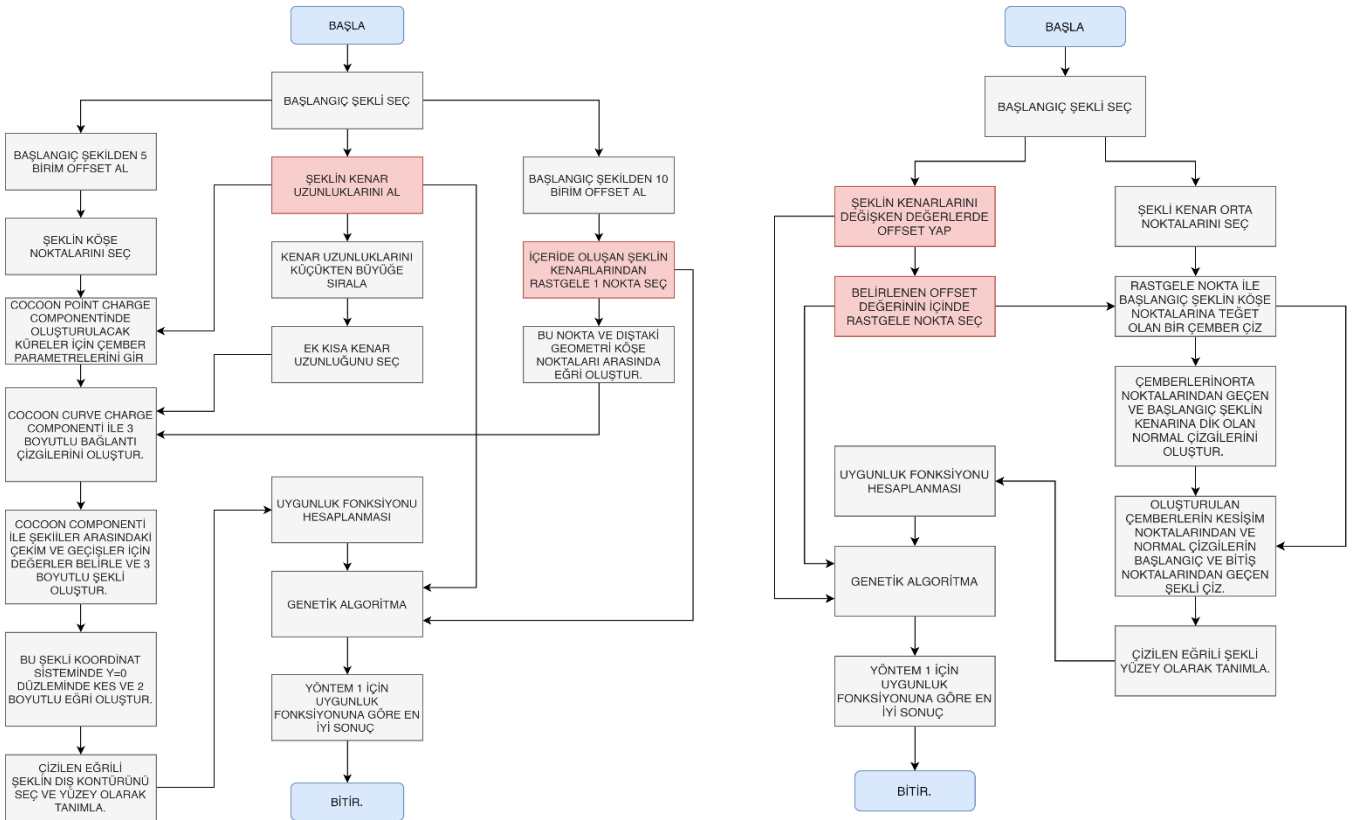 BAŞLA
BAŞLANGIÇ ŞEKLİ SEÇ
BAŞLANGIÇ ŞEKİLDEN 5
BİRİM OFFSET AL
ŞEKLİN KÖŞE
NOKTALARINI SEÇ
COCOON POINT CHARGE
COMPONENTİNDE
OLUŞTURULACAK
KÜRELER İÇİN ÇEMBER
PARAMETRELERİNİ GİR
COCOON CURVE CHARGE
COMPONENTİ İLE 3
BOYUTLU BAĞLANTI
ÇİZGİLERİNİ OLUŞTUR.
COCOON COMPONENTİ
İLE ŞEKİLER ARASINDAKİ
ÇEKİM VE GEÇİŞLER İÇİN
DEĞERLER BELİRLE VE 3
BOYUTLU ŞEKLİ
OLUŞTUR.
BU ŞEKLİ KOORDİNAT
SİSTEMİNDE Y=0
DÜZLEMİNDE KES VE 2
BOYUTLU EĞRİ OLUŞTUR.
ÇİZİLEN EĞRİLİ
ŞEKLİN DIŞ KONTÜRÜNÜ
SEÇ VE YÜZEY OLARAK
TANIMLA.
ŞEKLİN KENAR
UZUNLUKLARINI AL
KENAR UZUNLUKLARINI
KÜÇÜKTEN BÜYÜĞE
SIRALA
EK KISA KENAR
UZUNLUĞUNU SEÇ
BAŞLANGIÇ ŞEKİLDEN 10
BİRİM OFFSET AL
İÇERİDE OLUŞAN ŞEKLİN
KENARLARINDAN
RASTGELE 1 NOKTA SEÇ
BU NOKTA VE DIŞTAKİ
GEOMETRİ KÖŞE
NOKTALARI ARASINDA
EĞRİ OLUŞTUR.
UYGUNLUK FONKSİYONU
HESAPLANMASI
GENETİK ALGORİTMA
YÖNTEM 1 İÇİN
UYGUNLUK
FONKSİYONUNA GÖRE EN
İYİ SONUÇ
BİTİR.
BAŞLA
BAŞLANGIÇ ŞEKLİ SEÇ
ŞEKLİN KENARLARINI
DEĞİŞKEN DEĞERLERDE
OFFSET YAP
BELİRLENEN OFFSET
DEĞERİNİN İÇİNDE
RASTGELE NOKTA SEÇ
ŞEKLİ KENAR ORTA
NOKTALARINI SEÇ
RASTGELE NOKTA İLE
BAŞLANGIÇ ŞEKLİN KÖŞE
NOKTALARINA TEĞET
OLAN BİR ÇEMBER ÇİZ
ÇEMBERLERİNORTA
NOKTALARINDAN GEÇEN
VE BAŞLANGIÇ ŞEKLİN
KENARINA DİK OLAN
NORMAL ÇİZGİLERİNİ
OLUŞTUR.
OLUŞTURULAN
ÇEMBERLERİN KESİŞİM
NOKTALARINDAN VE
NORMAL ÇİZGİLERİN
BAŞLANGIÇ VE BİTİŞ
NOKTALARINDAN GEÇEN
ŞEKLİ ÇİZ.
ÇİZİLEN EĞRİLİ ŞEKLİ
YÜZEY OLARAK TANIMLA.
UYGUNLUK FONKSİYONU
HESAPLANMASI
GENETİK ALGORİTMA
YÖNTEM 1 İÇİN
UYGUNLUK
FONKSİYONUNA GÖRE EN
İYİ SONUÇ
BİTİR.